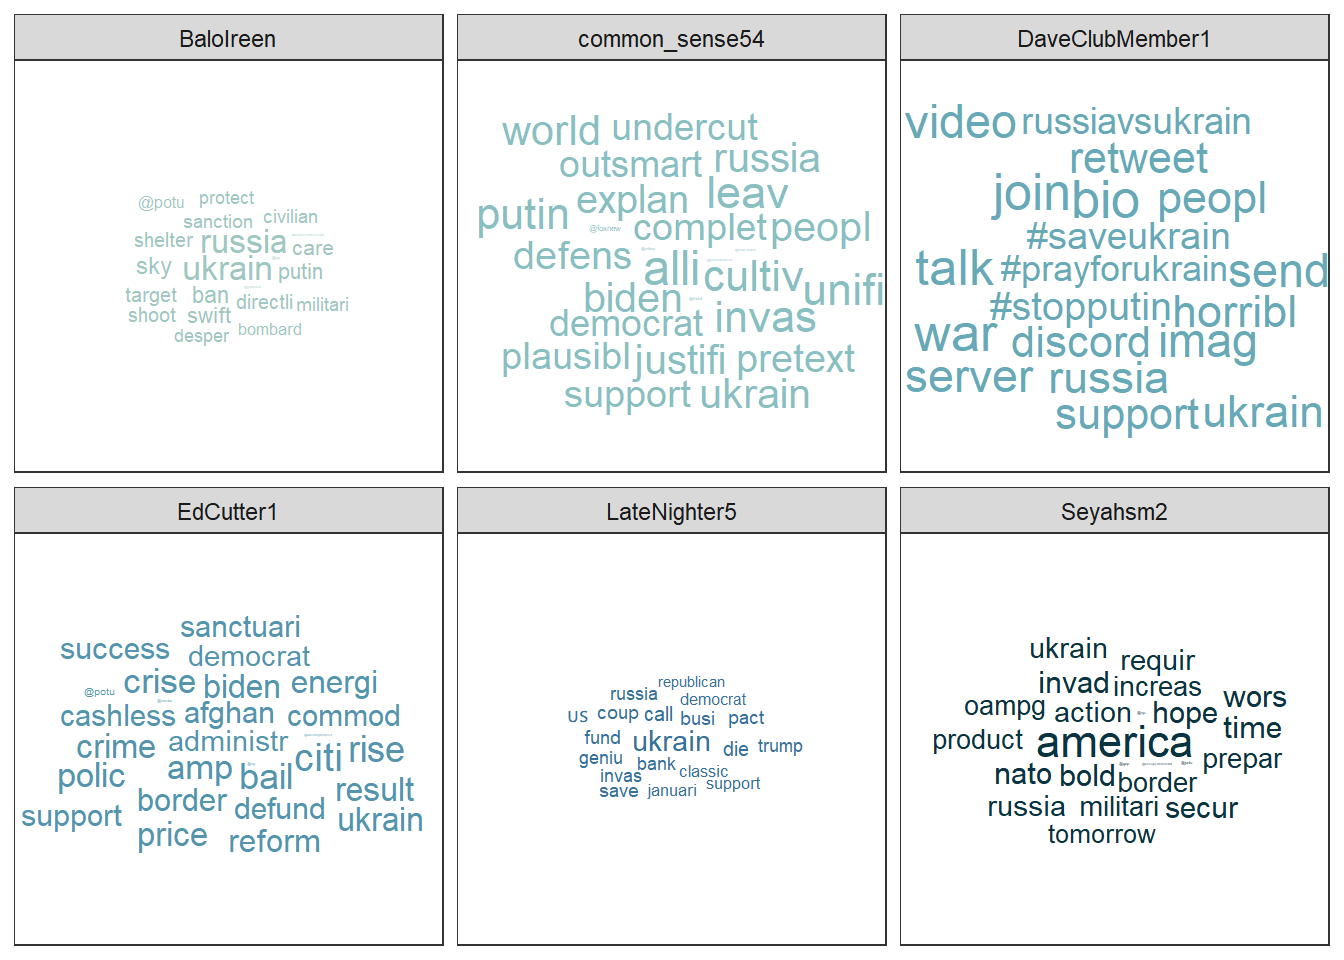 BaloIreen
@potu protect
sanction civilian
shelter russia care
sky ukrain putin
target ban directli militari
shoot swift
desper bombard
common_sense54
world undercut
outsmart russia
explan leav
putin @foxnew complet peopl
defens alli cultiv unifi
biden
democrat invas
plausibl justifi pretext
support ukrain
DaveClubMember1
video russiavsukrain
retweet
join bio peopl
#saveukrain
talk #prayforukrain send
#stopputin horribl
war discord imag
server russia
support ukrain
EdCutter1
sanctuari
success democrat
@potu crise biden energi
cashless afghan commod
crime administr citi rise
polic amp bail
border defund result
support ukrain
price reform
LateNighter5
republican
russia democrat
us coup call busi pact
fund ukrain die trump
geniu bank classic
invas support
save januari
Seyahsm2
ukrain requir
invad increas wors
oampg action hope time
product america prepar
nato bold border
russia militari secur
tomorrow